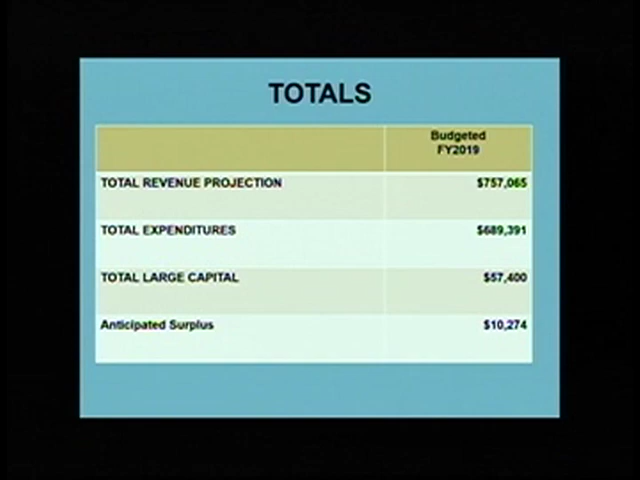 TOTALS
Budgeted
FY2019
TOTAL REVENUE PROJECTION $757,065
TOTAL EXPENDITURES $689,391
TOTAL LARGE CAPITAL $57,400
Anticipated Surplus $10,274